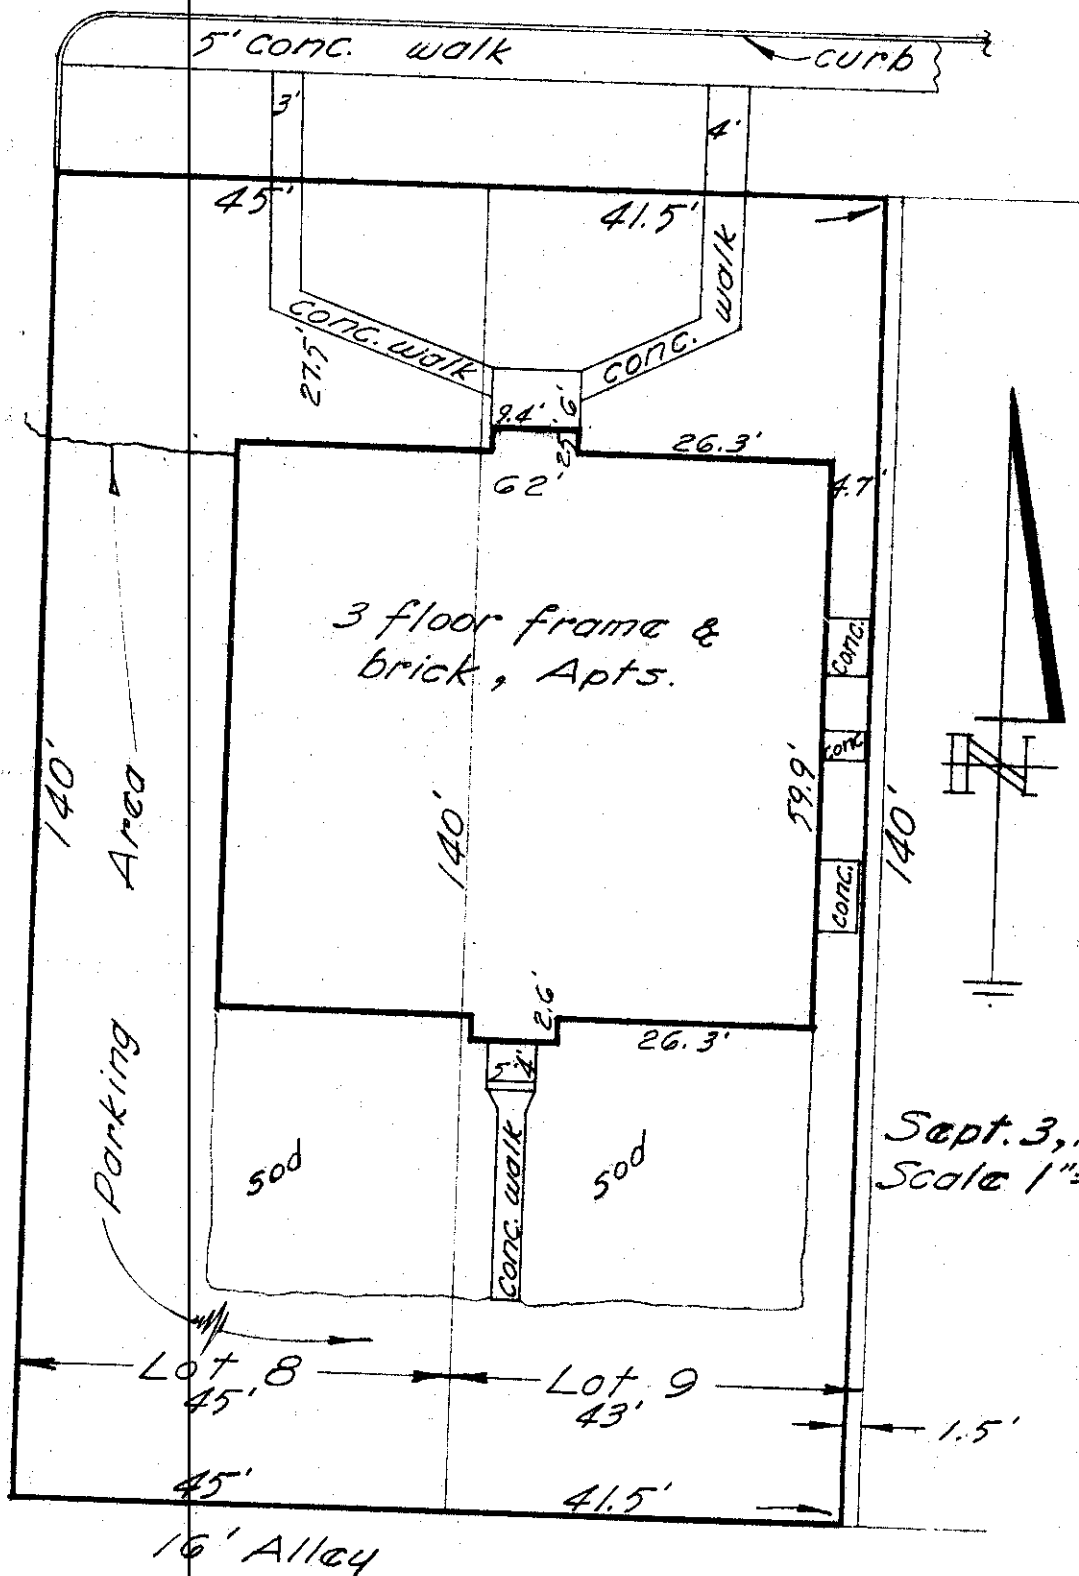 5' conc. walk
curb
3'
4'
45'
41.5'
conc. walk
conc. walk
27.5'
9.4'
6'
2.5'
26.3'
62'
4.7'
3 floor frame &
brick, Apts.
conc.
conc
conc.
59.9'
140'
140'
140'
Parking Area
N
2.6'
26.3'
5'
4'
conc. walk
sod
sod
Sept. 3,
Scale 1"=
Lot 8
45'
Lot 9
43'
1.5'
45'
41.5'
16' Alley